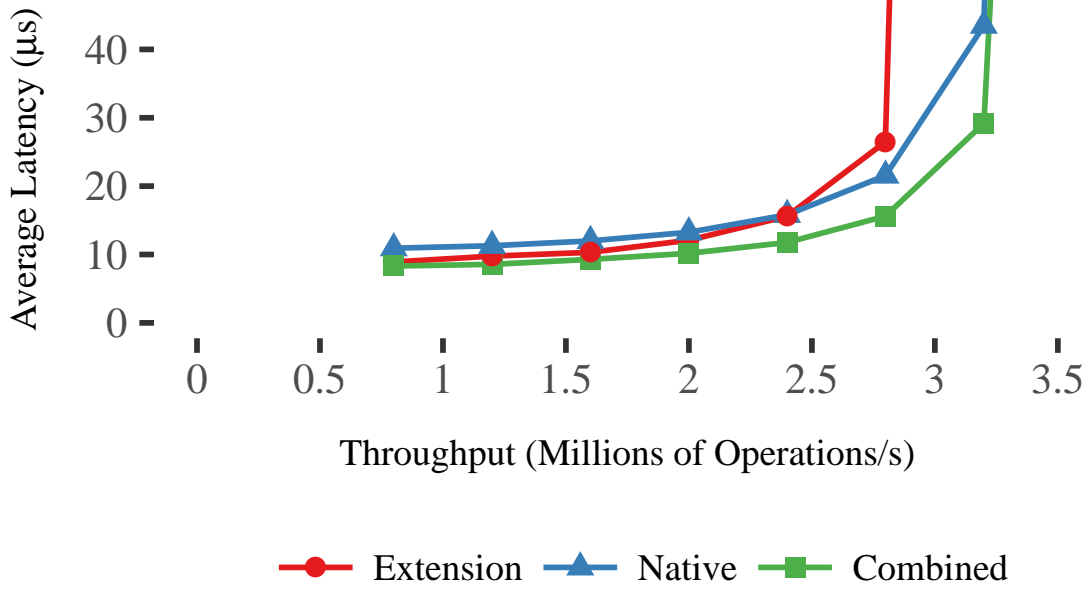 Average Latency (μs)
40
30
20
10
0
0 0.5 1 1.5 2 2.5 3 3.5
Throughput (Millions of Operations/s)
Extension Native Combined